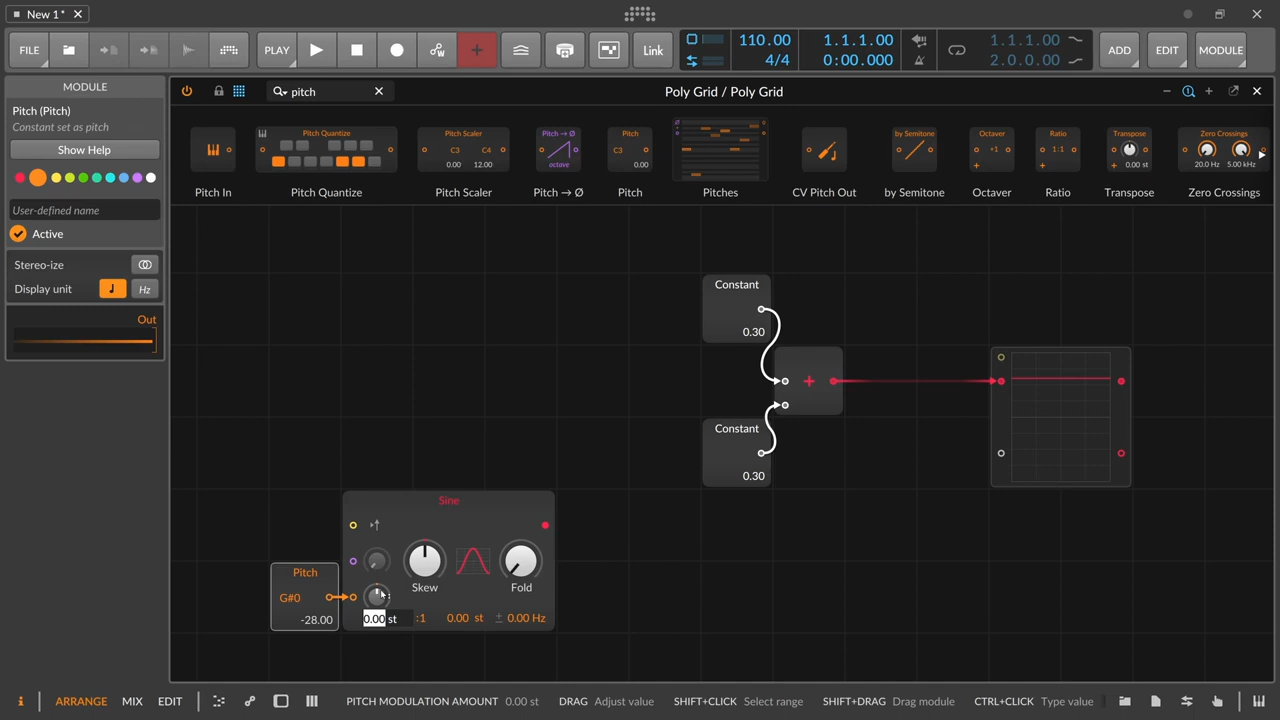 New 1*
FILE
PLAY
Link
110.00
4/4
1.1.1.00
0:00.000
1.1.1.00
2.0.0.00
ADD
EDIT
MODULE
MODULE
Pitch (Pitch)
Constant set as pitch
Show Help
User-defined name
Active
Stereo-ize
Display unit
Hz
Out
pitch
Poly Grid / Poly Grid
Pitch Quantize
Pitch Scaler
C3 C4
0.00 12.00
Pitch → Ø
octave
Pitch
C3
0.00
by Semitone
Octaver
+1
Ratio
1:1
Transpose
0.00 st
Zero Crossings
20.0 Hz 5.00 kHz
Pitch In
Pitch Quantize
Pitch Scaler
Pitch → Ø
Pitch
Pitches
CV Pitch Out
by Semitone
Octaver
Ratio
Transpose
Zero Crossings
Constant
0.30
+
Constant
0.30
Sine
Skew
Fold
0.00 st :1 0.00 st ± 0.00 Hz
Pitch
G#0
-28.00
i
ARRANGE
MIX
EDIT
PITCH MODULATION AMOUNT 0.00 st DRAG Adjust value SHIFT+CLICK Select range SHIFT+DRAG Drag module CTRL+CLICK Type value